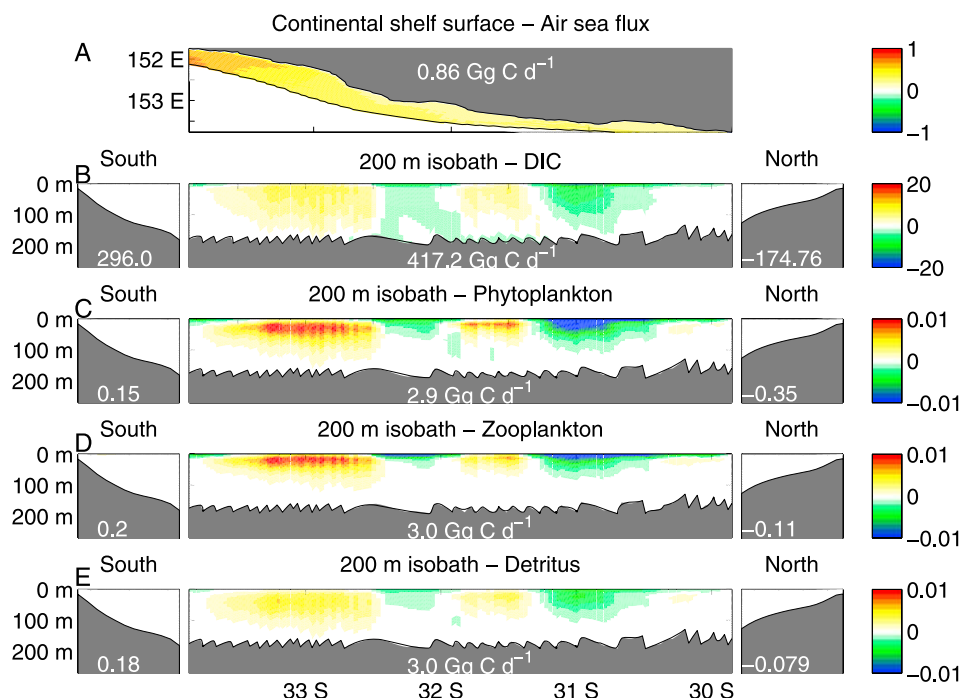 Continental shelf surface – Air sea flux
A
152 E
153 E
0.86 Gg C d⁻¹
1
0
−1
South
200 m isobath – DIC
North
B
0 m
100 m
200 m
296.0
417.2 Gg C d⁻¹
−174.76
20
0
−20
South
200 m isobath – Phytoplankton
North
C
0 m
100 m
200 m
0.15
2.9 Gg C d⁻¹
−0.35
0.01
0
−0.01
South
200 m isobath – Zooplankton
North
D
0 m
100 m
200 m
0.2
3.0 Gg C d⁻¹
−0.11
0.01
0
−0.01
South
200 m isobath – Detritus
North
E
0 m
100 m
200 m
0.18
3.0 Gg C d⁻¹
−0.079
0.01
0
−0.01
33 S 32 S 31 S 30 S